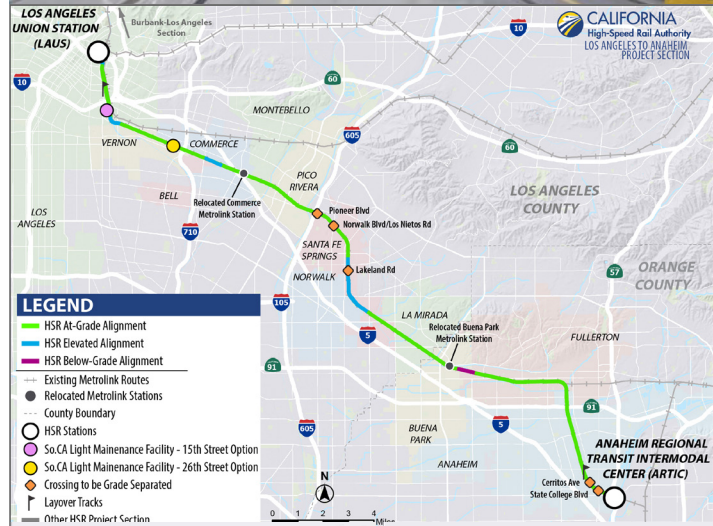 LOS ANGELES
UNION STATION
(LAUS)
Burbank-Los Angeles
Section
10
CALIFORNIA
High-Speed Rail Authority
LOS ANGELES TO ANAHEIM
PROJECT SECTION
10
60
MONTEBELLO
605
60
VERNON
COMMERCE
PICO
RIVERA
BELL
Relocated Commerce
Metrolink Station
LOS ANGELES
COUNTY
LOS
ANGELES
710
Pioneer Blvd
Norwalk Blvd/Los Nietos Rd
SANTA FE
SPRINGS
NORWALK
Lakeland Rd
57
ORANGE
COUNTY
105
5
LA MIRADA
Relocated Buena Park
Metrolink Station
FULLERTON
91
91
605
BUENA
PARK
5
ANAHEIM
ANAHEIM REGIONAL
TRANSIT INTERMODAL
CENTER (ARTIC)
Cerritos Ave
State College Blvd
LEGEND
HSR At-Grade Alignment
HSR Elevated Alignment
HSR Below-Grade Alignment
Existing Metrolink Routes
Relocated Metrolink Stations
County Boundary
HSR Stations
So.CA Light Mainenance Facility - 15th Street Option
So.CA Light Mainenance Facility - 26th Street Option
Crossing to be Grade Separated
Layover Tracks
Other HSR Project Section
N
0 1 2 3 4
Miles